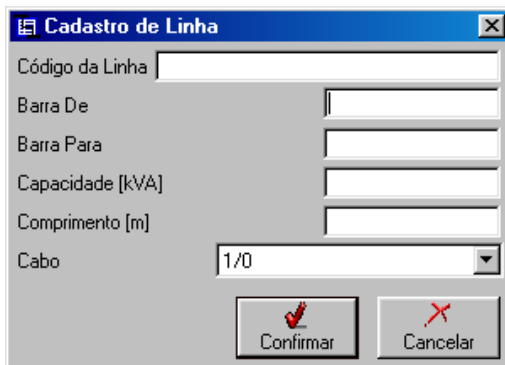 Cadastro de Linha
Código da Linha
Barra De
Barra Para
Capacidade [kVA]
Comprimento [m]
Cabo 1/0
Confirmar Cancelar